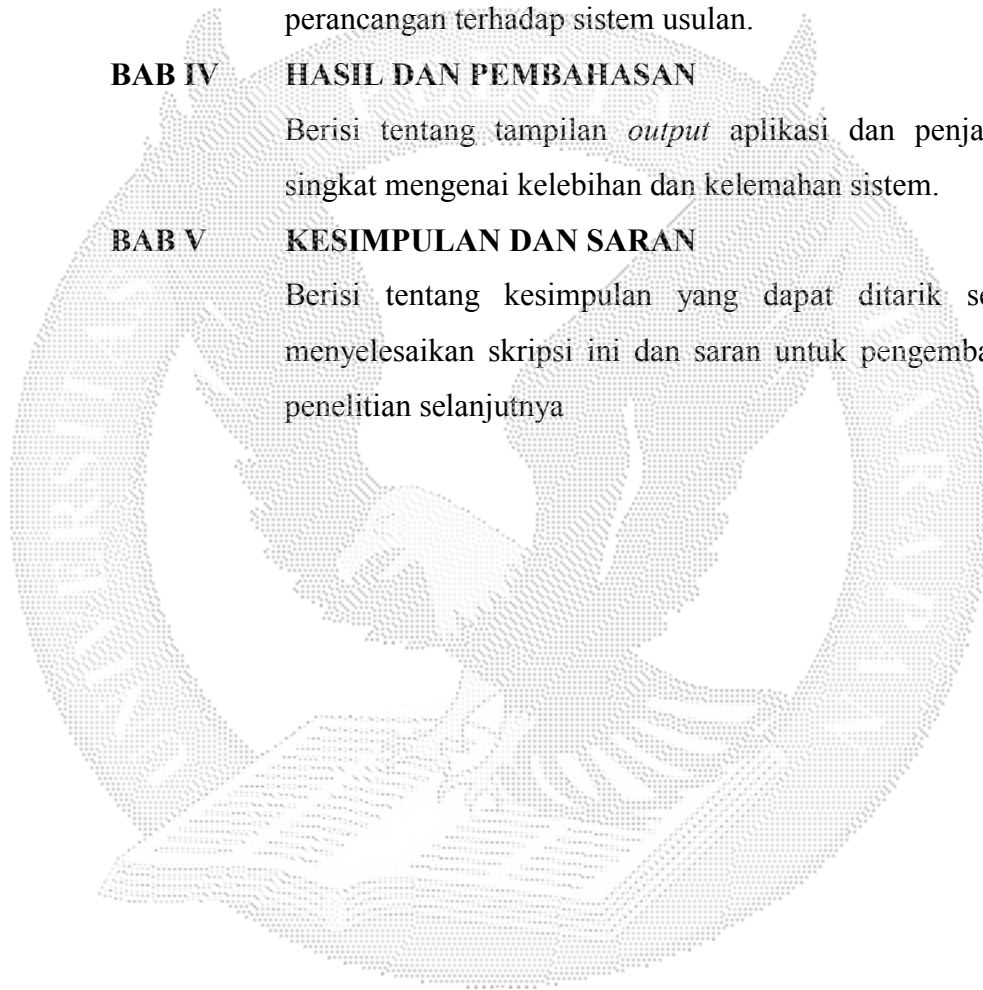 perancangan terhadap sistem usulan.
BAB IV HASIL DAN PEMBAHASAN
Berisi tentang tampilan output aplikasi dan penja
singkat mengenai kelebihan dan kelemahan sistem.
BAB V KESIMPULAN DAN SARAN
Berisi tentang kesimpulan yang dapat ditarik se
menyelesaikan skripsi ini dan saran untuk pengemba
penelitian selanjutnya
UNIVERSITAS